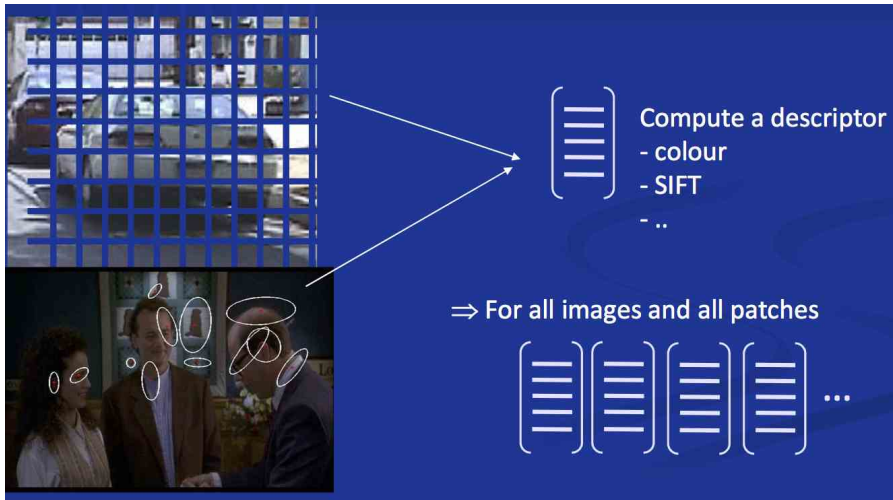 Compute a descriptor
- colour
- SIFT
- ..
⇒ For all images and all patches
...